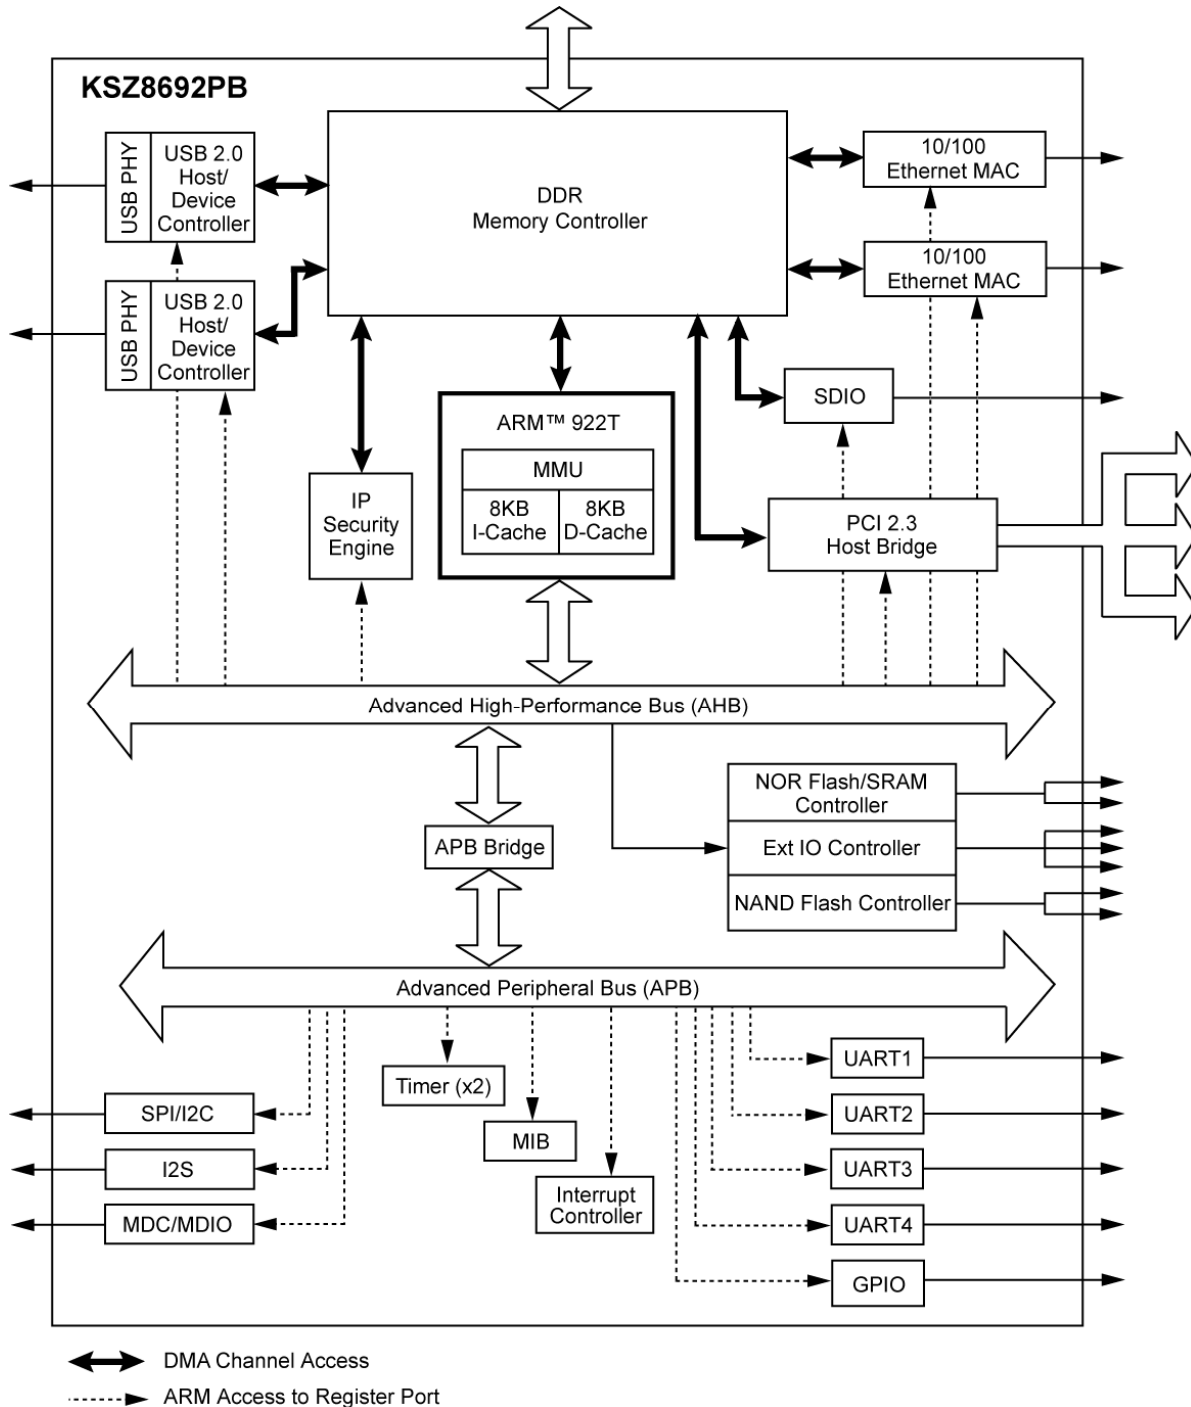 KSZ8692PB
USB PHY
USB 2.0
Host/
Device
Controller
DDR
Memory Controller
10/100
Ethernet MAC
USB PHY
USB 2.0
Host/
Device
Controller
10/100
Ethernet MAC
SDIO
ARM™ 922T
MMU
8KB
I-Cache
8KB
D-Cache
IP
Security
Engine
PCI 2.3
Host Bridge
Advanced High-Performance Bus (AHB)
NOR Flash/SRAM
Controller
APB Bridge
Ext IO Controller
NAND Flash Controller
Advanced Peripheral Bus (APB)
SPI/I2C
I2S
MDC/MDIO
Timer (x2)
MIB
Interrupt
Controller
UART1
UART2
UART3
UART4
GPIO
DMA Channel Access
ARM Access to Register Port